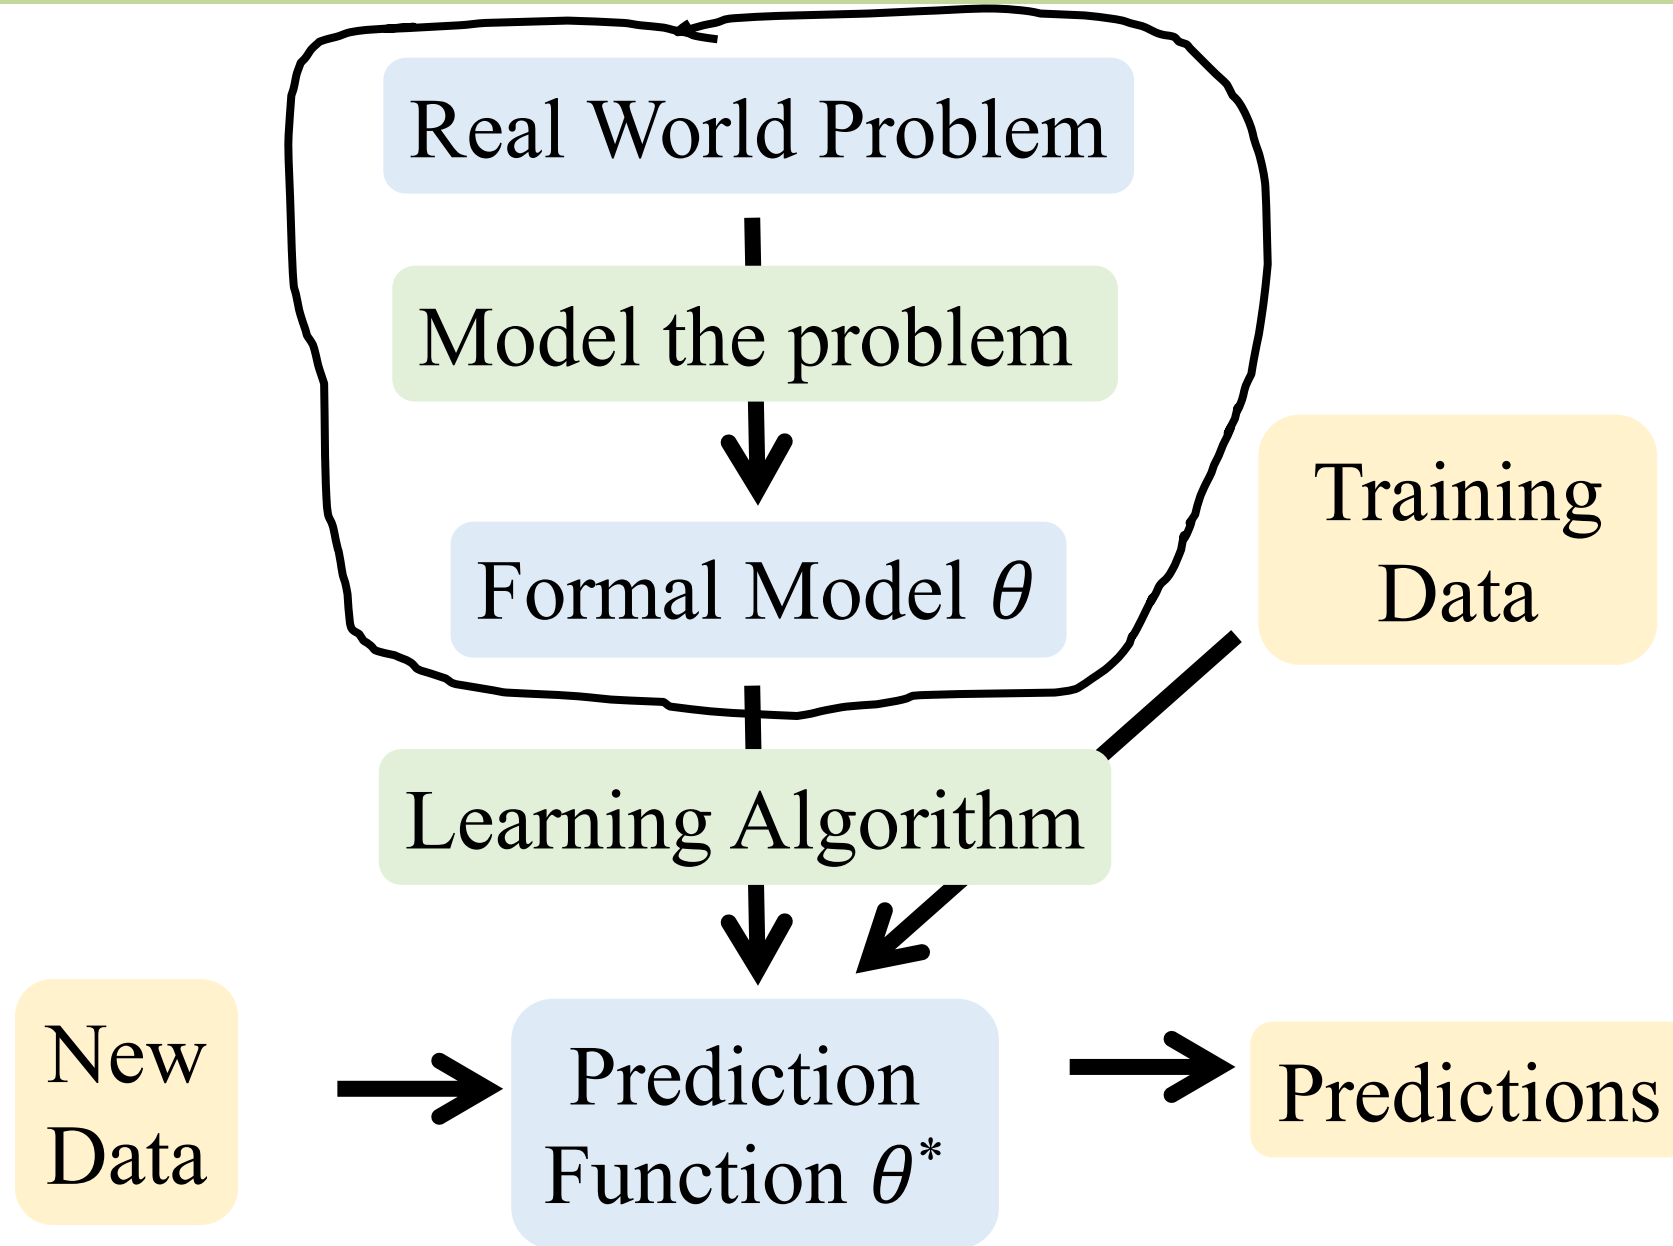 Real World Problem
Model the problem
Formal Model θ
Training
Data
Learning Algorithm
New
Data
Prediction
Function θ*
Predictions